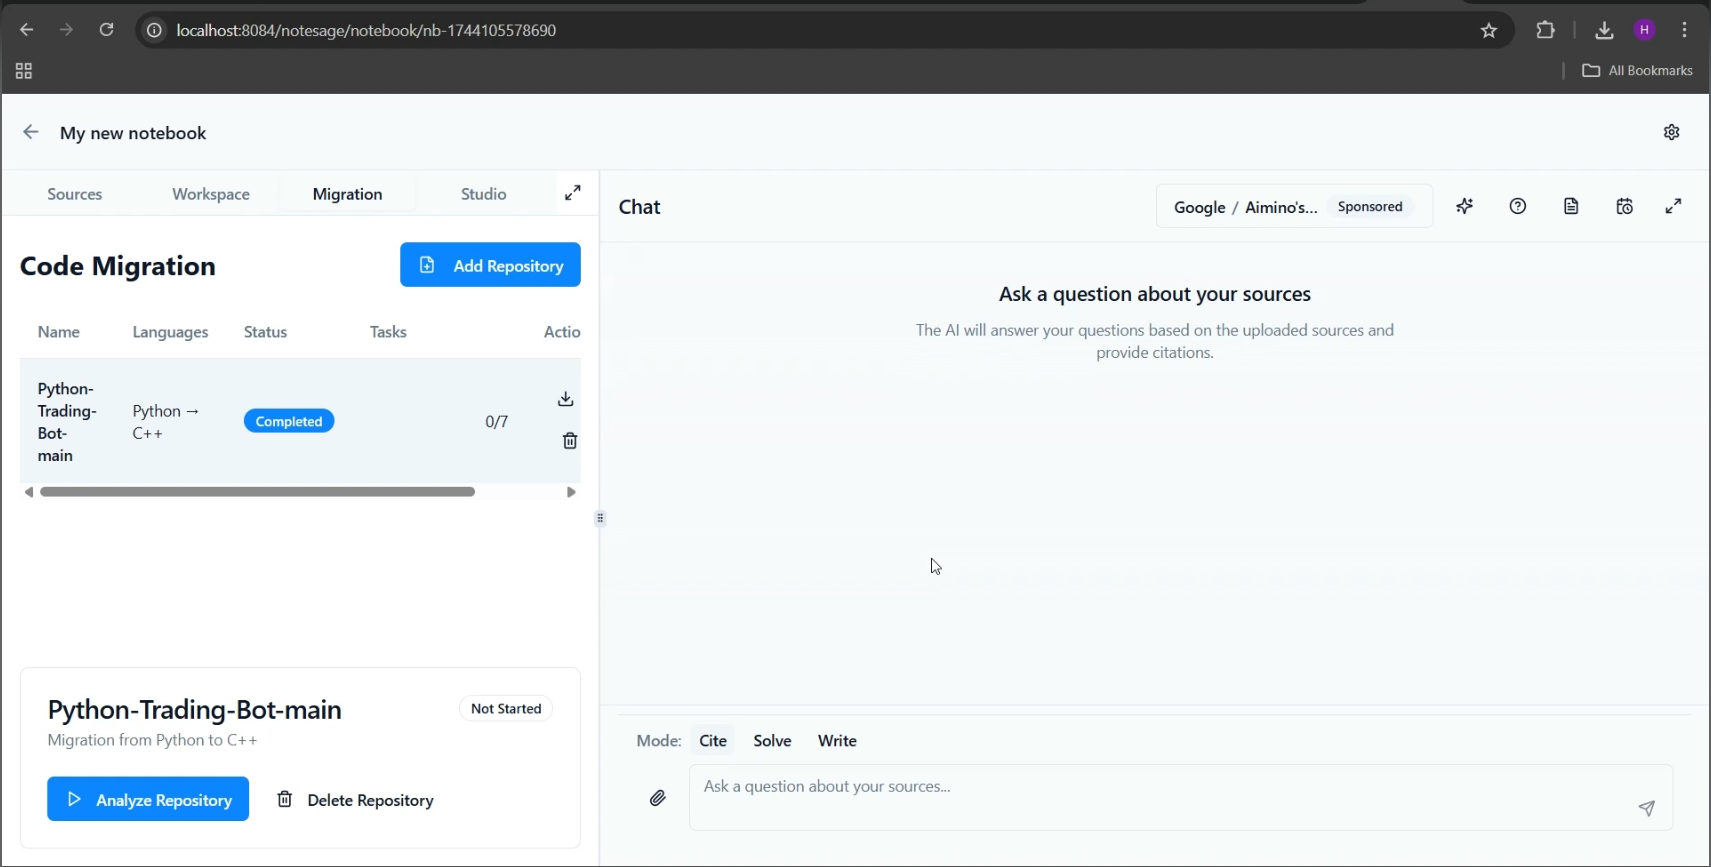 localhost:8084/notesage/notebook/nb-1744105578690
H
All Bookmarks
My new notebook
Sources
Workspace
Migration
Studio
Chat
Google / Aimino's...
Sponsored
Code Migration
Add Repository
Name
Languages
Status
Tasks
Actio
Python-
Trading-
Bot-
main
Python →
C++
Completed
0/7
Ask a question about your sources
The AI will answer your questions based on the uploaded sources and
provide citations.
Python-Trading-Bot-main
Not Started
Migration from Python to C++
Analyze Repository
Delete Repository
Mode:
Cite
Solve
Write
Ask a question about your sources...